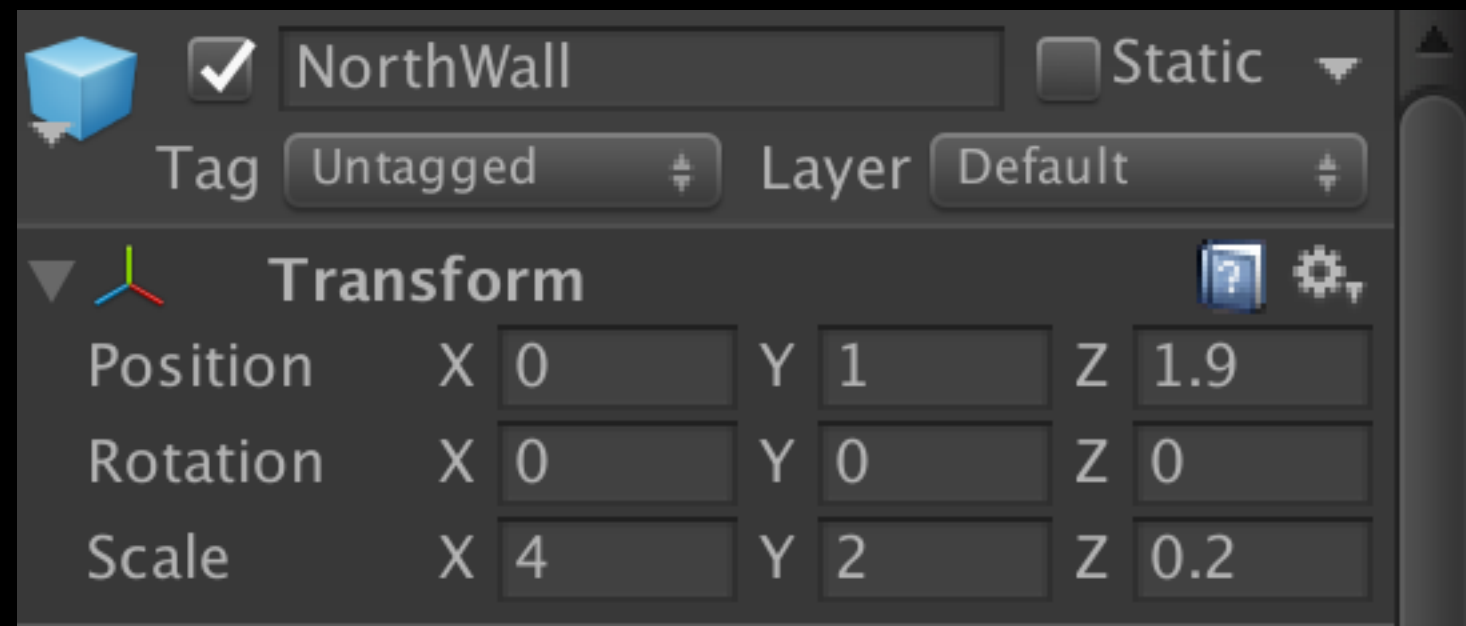 NorthWall Static
Tag Untagged Layer Default
Transform ?
Position X 0 Y 1 Z 1.9
Rotation X 0 Y 0 Z 0
Scale X 4 Y 2 Z 0.2